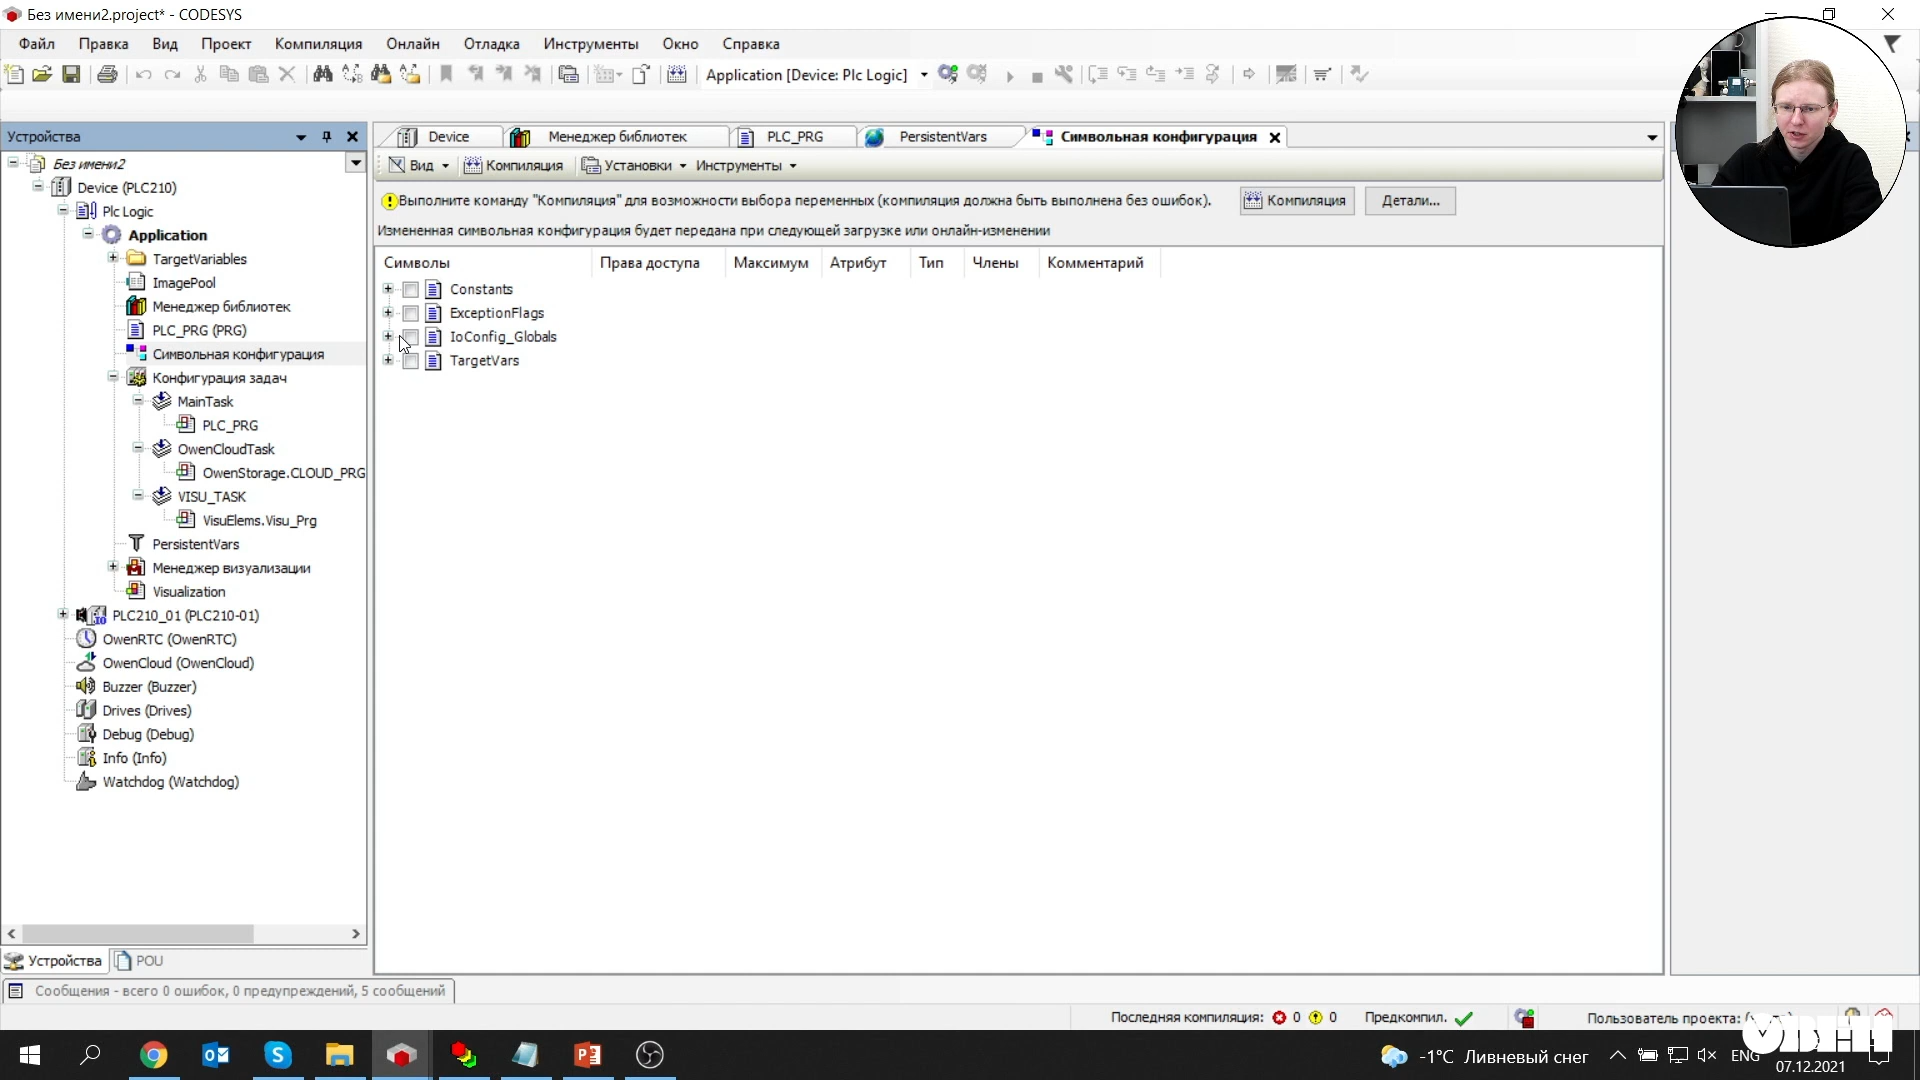 Без имени2.project* - CODESYS
Файл Правка Вид Проект Компиляция Онлайн Отладка Инструменты Окно Справка
Application [Device: Plc Logic]
Устройства
Без имени2
Device (PLC210)
Plc Logic
Application
TargetVariables
ImagePool
Менеджер библиотек
PLC_PRG (PRG)
Символьная конфигурация
Конфигурация задач
MainTask
PLC_PRG
OwenCloudTask
OwenStorage.CLOUD_PRG
VISU_TASK
VisuElems.Visu_Prg
PersistentVars
Менеджер визуализации
Visualization
PLC210_01 (PLC210-01)
OwenRTC (OwenRTC)
OwenCloud (OwenCloud)
Buzzer (Buzzer)
Drives (Drives)
Debug (Debug)
Info (Info)
Watchdog (Watchdog)
Устройства POU
Device Менеджер библиотек PLC_PRG PersistentVars Символьная конфигурация
Вид Компиляция Установки Инструменты
Выполните команду "Компиляция" для возможности выбора переменных (компиляция должна быть выполнена без ошибок). Компиляция Детали...
Измененная символьная конфигурация будет передана при следующей загрузке или онлайн-изменении
Символы Права доступа Максимум Атрибут Тип Члены Комментарий
Constants
ExceptionFlags
IoConfig_Globals
TargetVars
Сообщения - всего 0 ошибок, 0 предупреждений, 5 сообщений
Последняя компиляция: 0 0 Предкомпил. Пользователь проекта:
-1°C Ливневый снег ENG
07.12.2021
ОВЕН